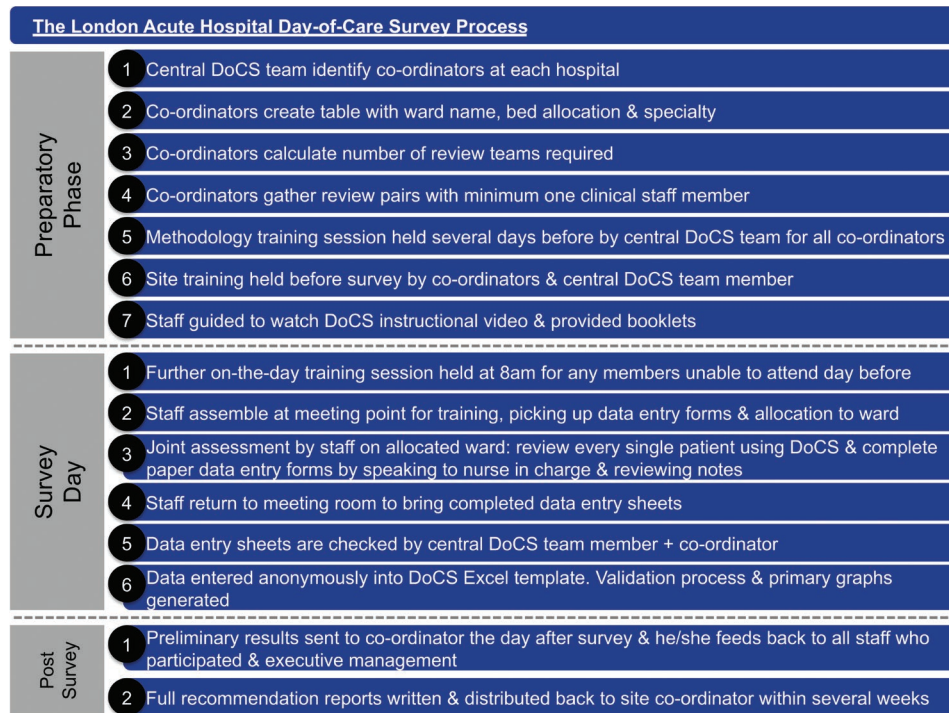 The London Acute Hospital Day-of-Care Survey Process
Preparatory
Phase
1 Central DoCS team identify co-ordinators at each hospital
2 Co-ordinators create table with ward name, bed allocation & specialty
3 Co-ordinators calculate number of review teams required
4 Co-ordinators gather review pairs with minimum one clinical staff member
5 Methodology training session held several days before by central DoCS team for all co-ordinators
6 Site training held before survey by co-ordinators & central DoCS team member
7 Staff guided to watch DoCS instructional video & provided booklets
Survey
Day
1 Further on-the-day training session held at 8am for any members unable to attend day before
2 Staff assemble at meeting point for training, picking up data entry forms & allocation to ward
3 Joint assessment by staff on allocated ward: review every single patient using DoCS & complete
paper data entry forms by speaking to nurse in charge & reviewing notes
4 Staff return to meeting room to bring completed data entry sheets
5 Data entry sheets are checked by central DoCS team member + co-ordinator
6 Data entered anonymously into DoCS Excel template. Validation process & primary graphs
generated
Post
Survey
1 Preliminary results sent to co-ordinator the day after survey & he/she feeds back to all staff who
participated & executive management
2 Full recommendation reports written & distributed back to site co-ordinator within several weeks